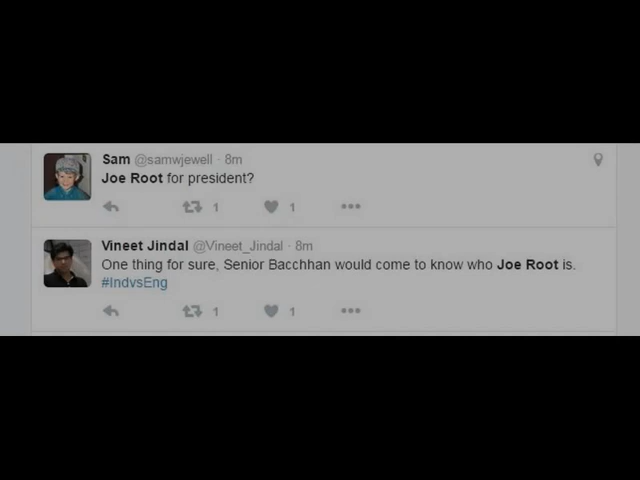 Sam @samwjewell · 8m
Joe Root for president?
1 1
Vineet Jindal @Vineet_Jindal · 8m
One thing for sure, Senior Bacchhan would come to know who Joe Root is.
#IndvsEng
1 1